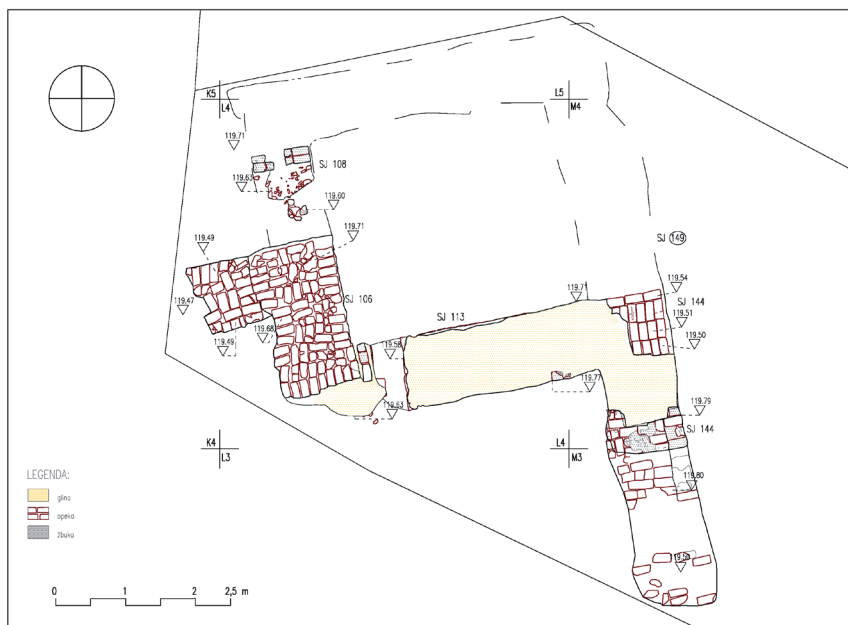 K5 L5
L4 M4
119.71
SJ 108
119.63
119.60
119.49
119.71
SJ 149
119.54
119.71
SJ 144
119.47
SJ 106
SJ 113
119.51
119.68
119.50
119.49
119.58
119.77
119.79
119.63
SJ 144
K4 L4
L3 M3
LEGENDA:
119.80
glina
opeka
žbuka
0 1 2 2,5 m